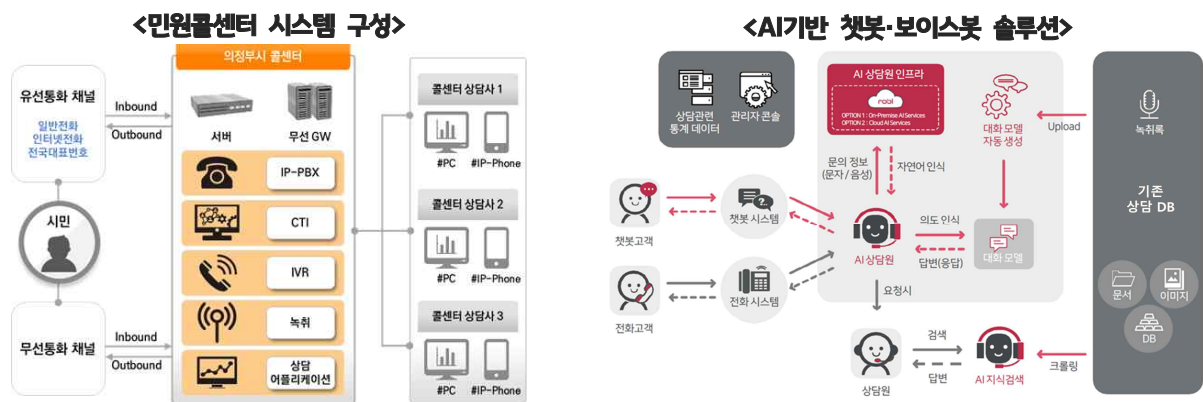 <민원콜센터 시스템 구성>
의정부시 콜센터
유선통화 채널
일반전화
인터넷전화
전국대표번호
Inbound
Outbound
시민
무선통화 채널
Inbound
Outbound
서버
무선 GW
IP-PBX
CTI
IVR
녹취
상담
어플리케이션
콜센터 상담사 1
#PC
#IP-Phone
콜센터 상담사 2
#PC
#IP-Phone
콜센터 상담사 3
#PC
#IP-Phone
<AI기반 챗봇·보이스봇 솔루션>
상담관련
통계 데이터
관리자 콘솔
AI 상담원 인프라
robi
OPTION 1 : On-Premise AI Services
OPTION 2 : Cloud AI Services
대화 모델
자동 생성
Upload
녹취록
기존
상담 DB
문의 정보
(문자 / 음성)
자연어 인식
챗봇고객
챗봇 시스템
AI 상담원
의도 인식
답변(응답)
대화 모델
전화고객
전화 시스템
요청시
문서
이미지
DB
상담원
검색
답변
AI 지식검색
크롤링